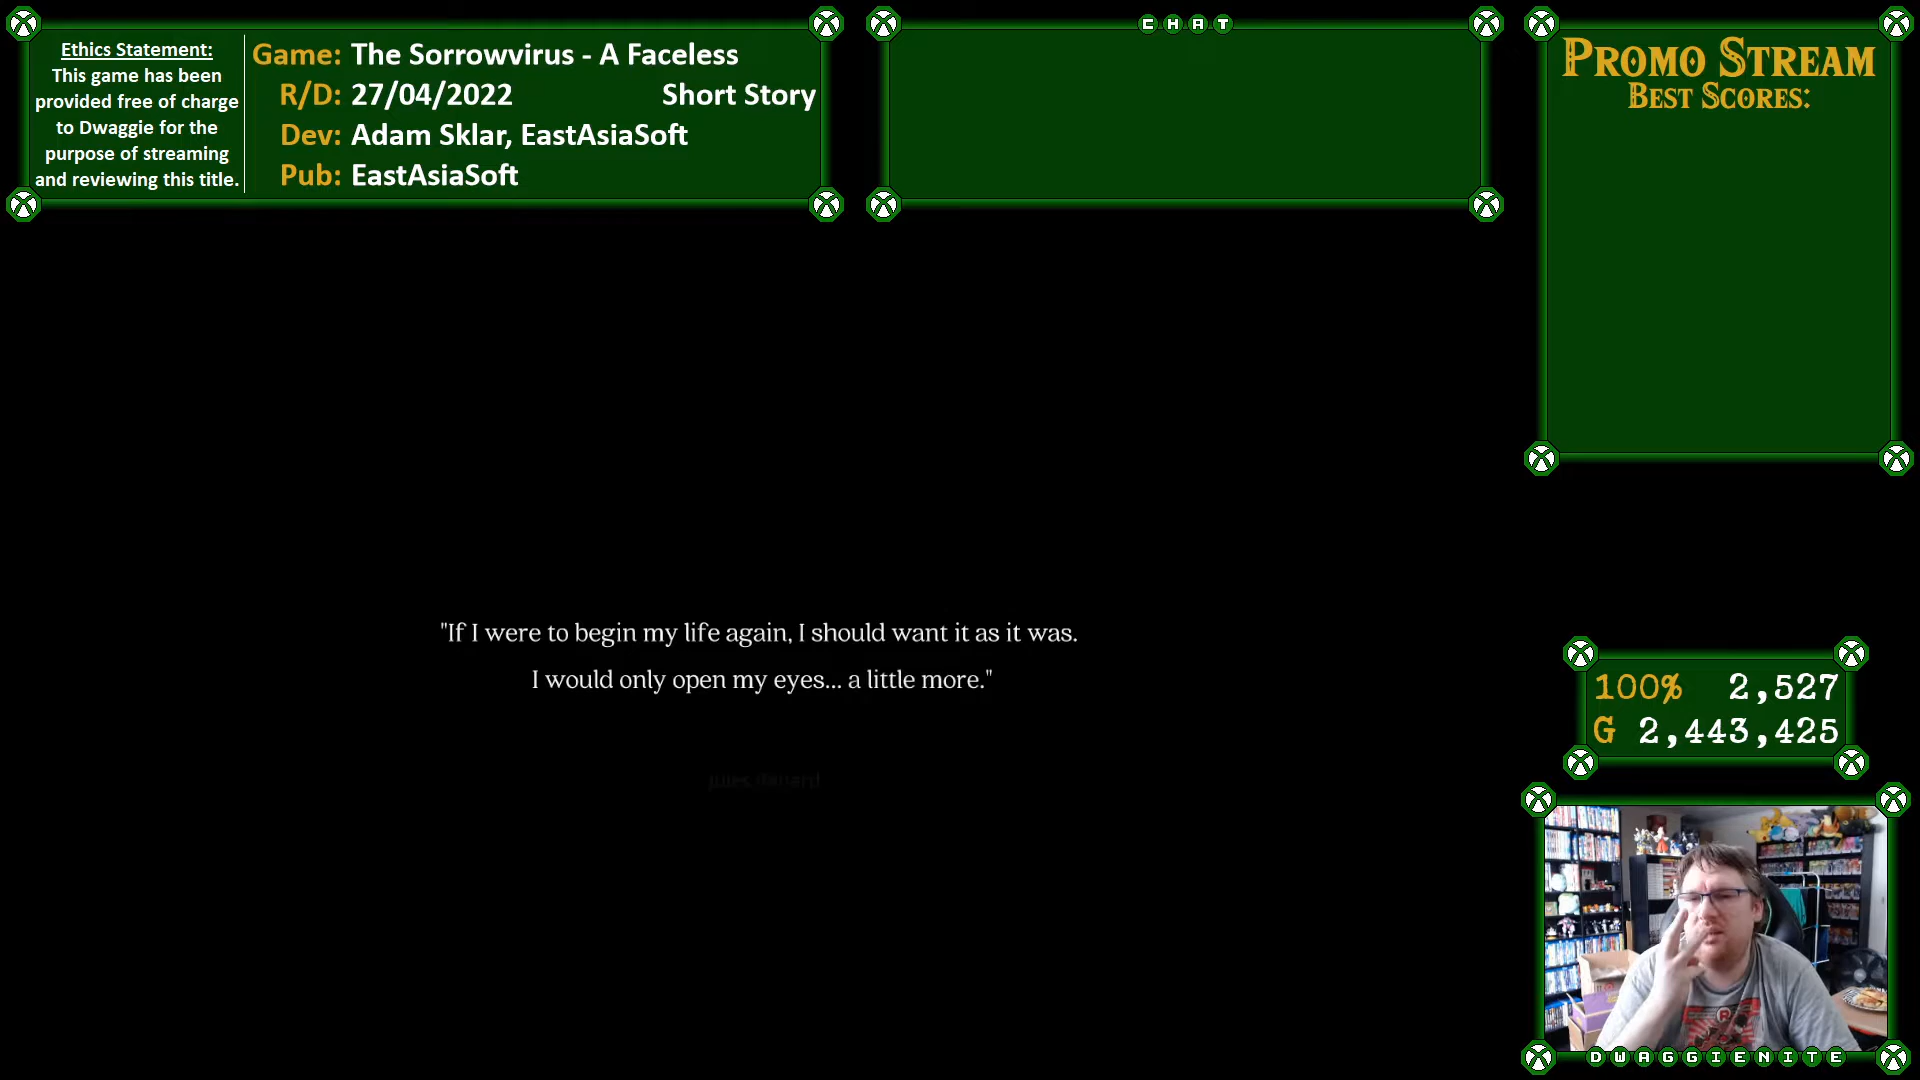 Ethics Statement:
This game has been
provided free of charge
to Dwaggie for the
purpose of streaming
and reviewing this title.
Game: The Sorrowvirus - A Faceless
R/D: 27/04/2022 Short Story
Dev: Adam Sklar, EastAsiaSoft
Pub: EastAsiaSoft
CHAT
Promo Stream
Best Scores:
"If I were to begin my life again, I should want it as it was.
I would only open my eyes... a little more."
100% 2,527
G 2,443,425
DWAGGIENITE